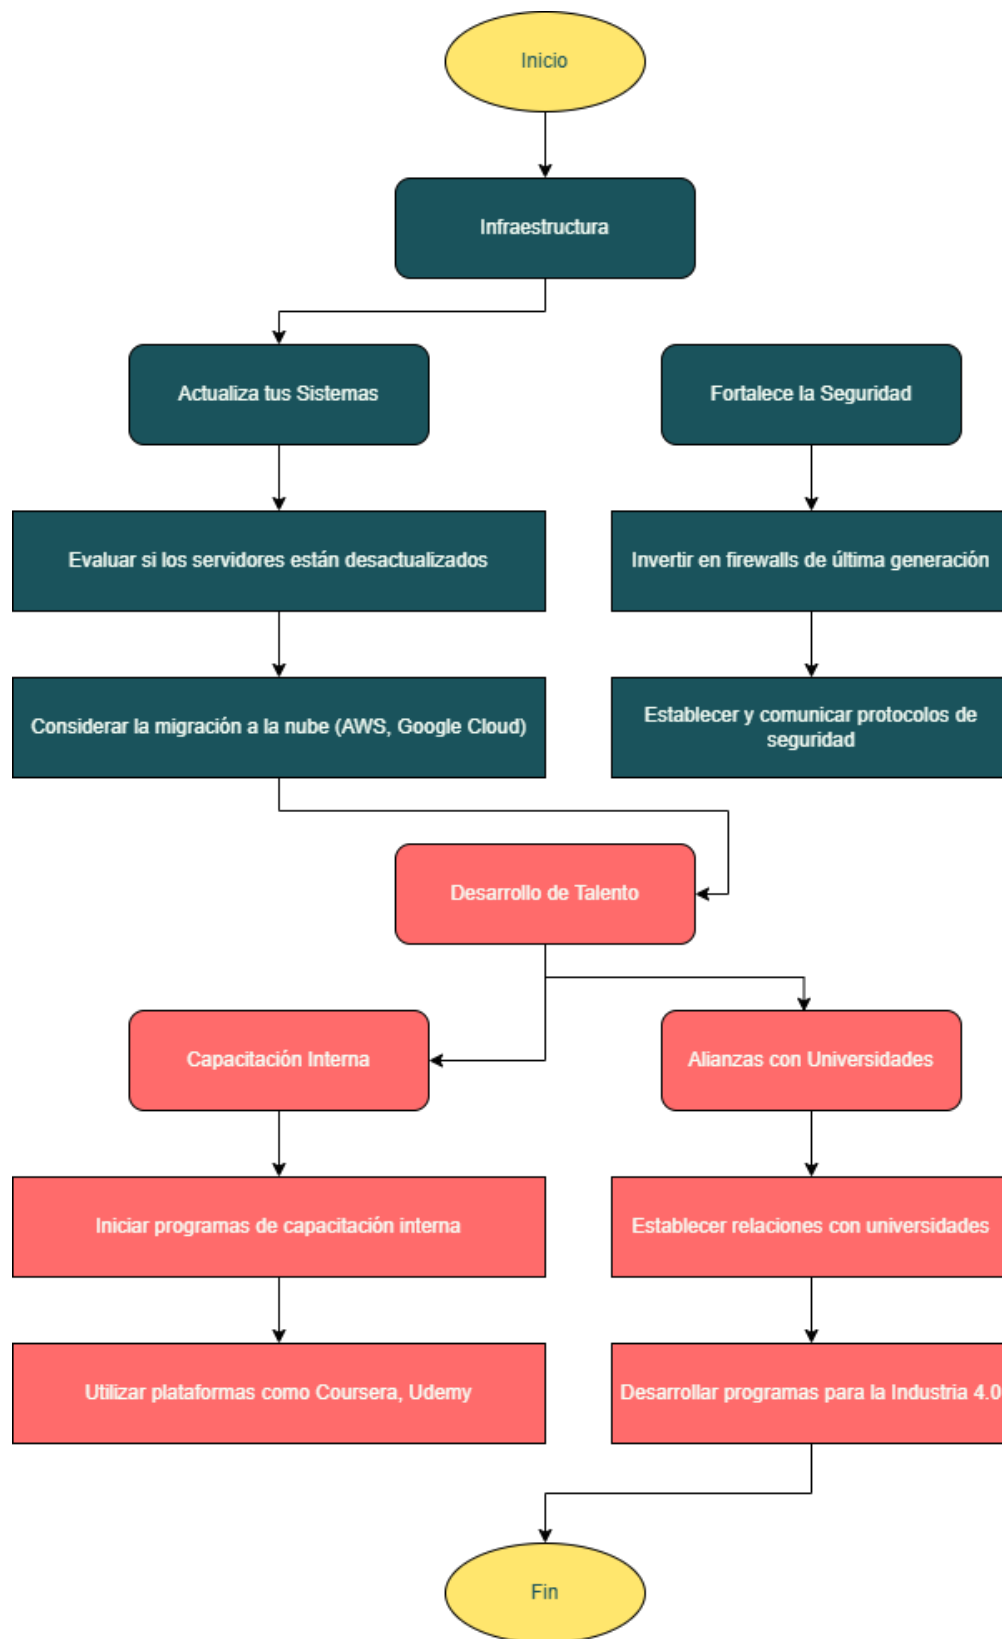 Inicio
Infraestructura
Actualiza tus Sistemas
Fortalece la Seguridad
Evaluar si los servidores están desactualizados
Invertir en firewalls de última generación
Considerar la migración a la nube (AWS, Google Cloud)
Establecer y comunicar protocolos de
seguridad
Desarrollo de Talento
Capacitación Interna
Alianzas con Universidades
Iniciar programas de capacitación interna
Establecer relaciones con universidades
Utilizar plataformas como Coursera, Udemy
Desarrollar programas para la Industria 4.0
Fin